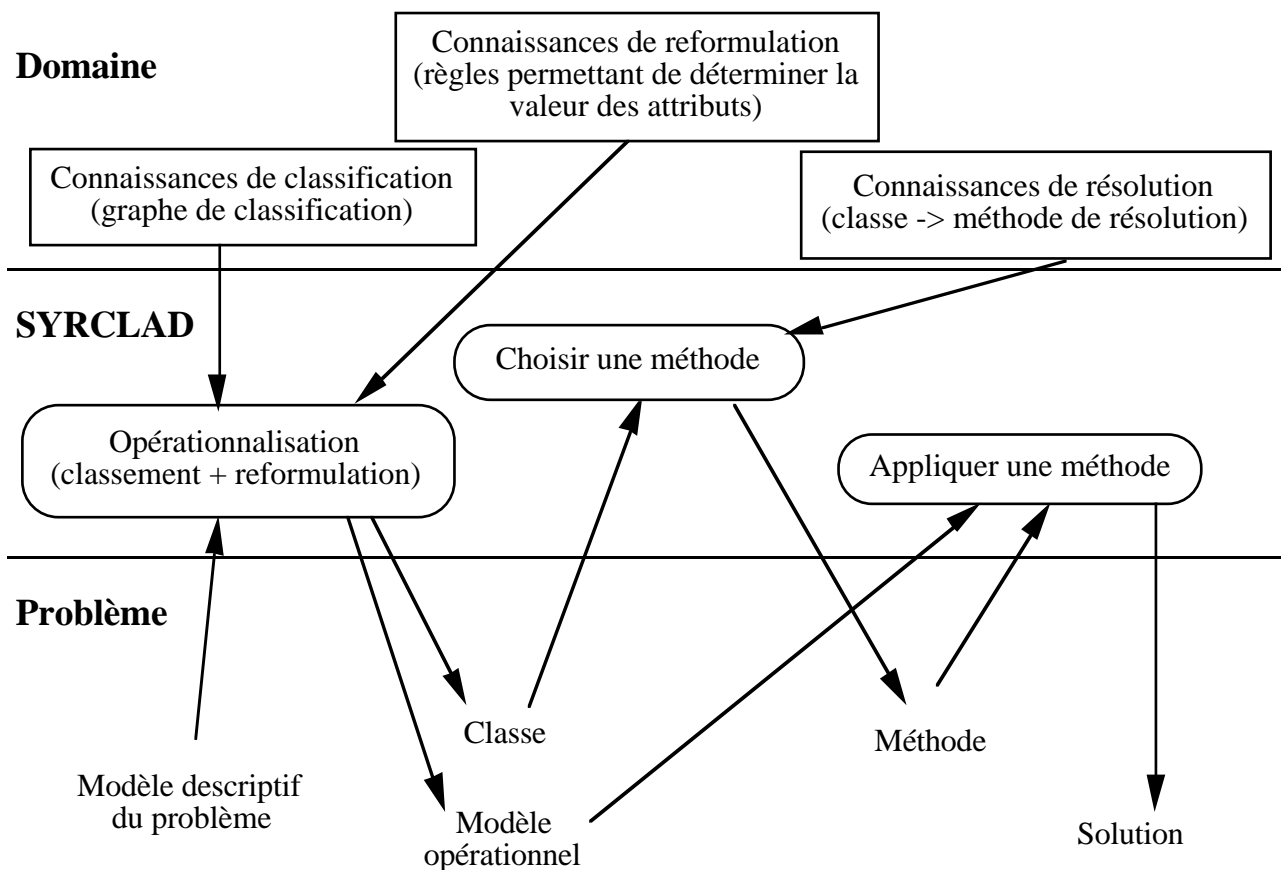 Domaine
Connaissances de reformulation
(règles permettant de déterminer la
valeur des attributs)
Connaissances de classification
(graphe de classification)
Connaissances de résolution
(classe -> méthode de résolution)
SYRCLAD
Choisir une méthode
Opérationnalisation
(classement + reformulation)
Appliquer une méthode
Problème
Classe
Méthode
Modèle descriptif
du problème
Modèle
opérationnel
Solution